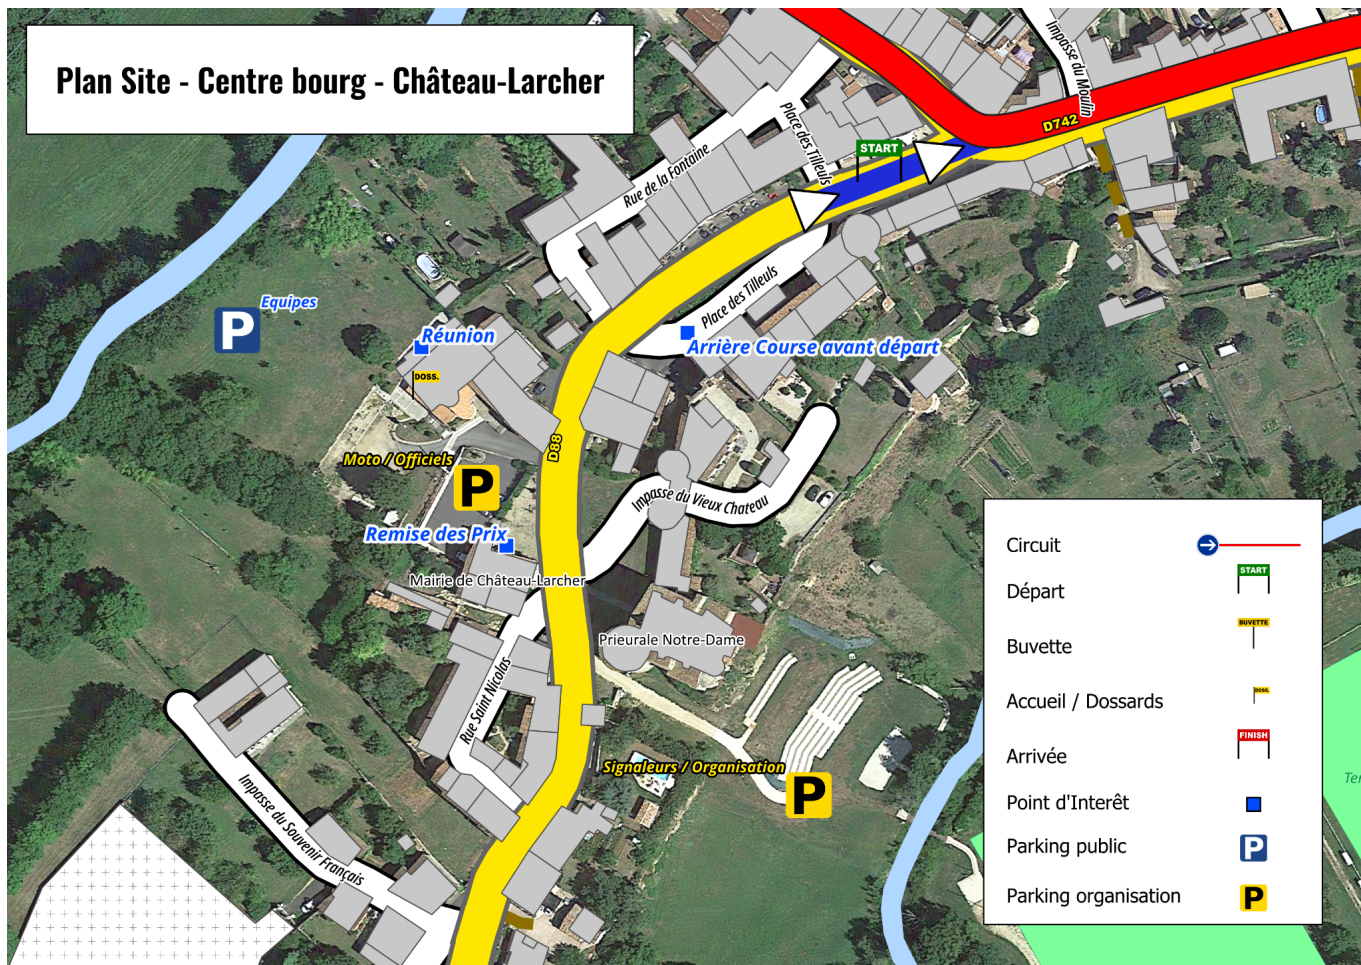 Plan Site - Centre bourg - Château-Larcher
Impasse du Moulin
D742
Place des Tilleuls
START
Rue de la Fontaine
Place des Tilleuls
Equipes
P
Réunion
Arrière Course avant départ
DOSS.
D88
Moto / Officiels
P
Impasse du Vieux Chateau
Remise des Prix
Mairie de Château-Larcher
Prieurale Notre-Dame
Rue Saint Nicolas
Signaleurs / Organisation
P
Impasse du Souvenir Français
Circuit
Départ
START
Buvette
BUVETTE
Accueil / Dossards
DOSS.
Arrivée
FINISH
Point d'Interêt
Parking public
P
Parking organisation
P